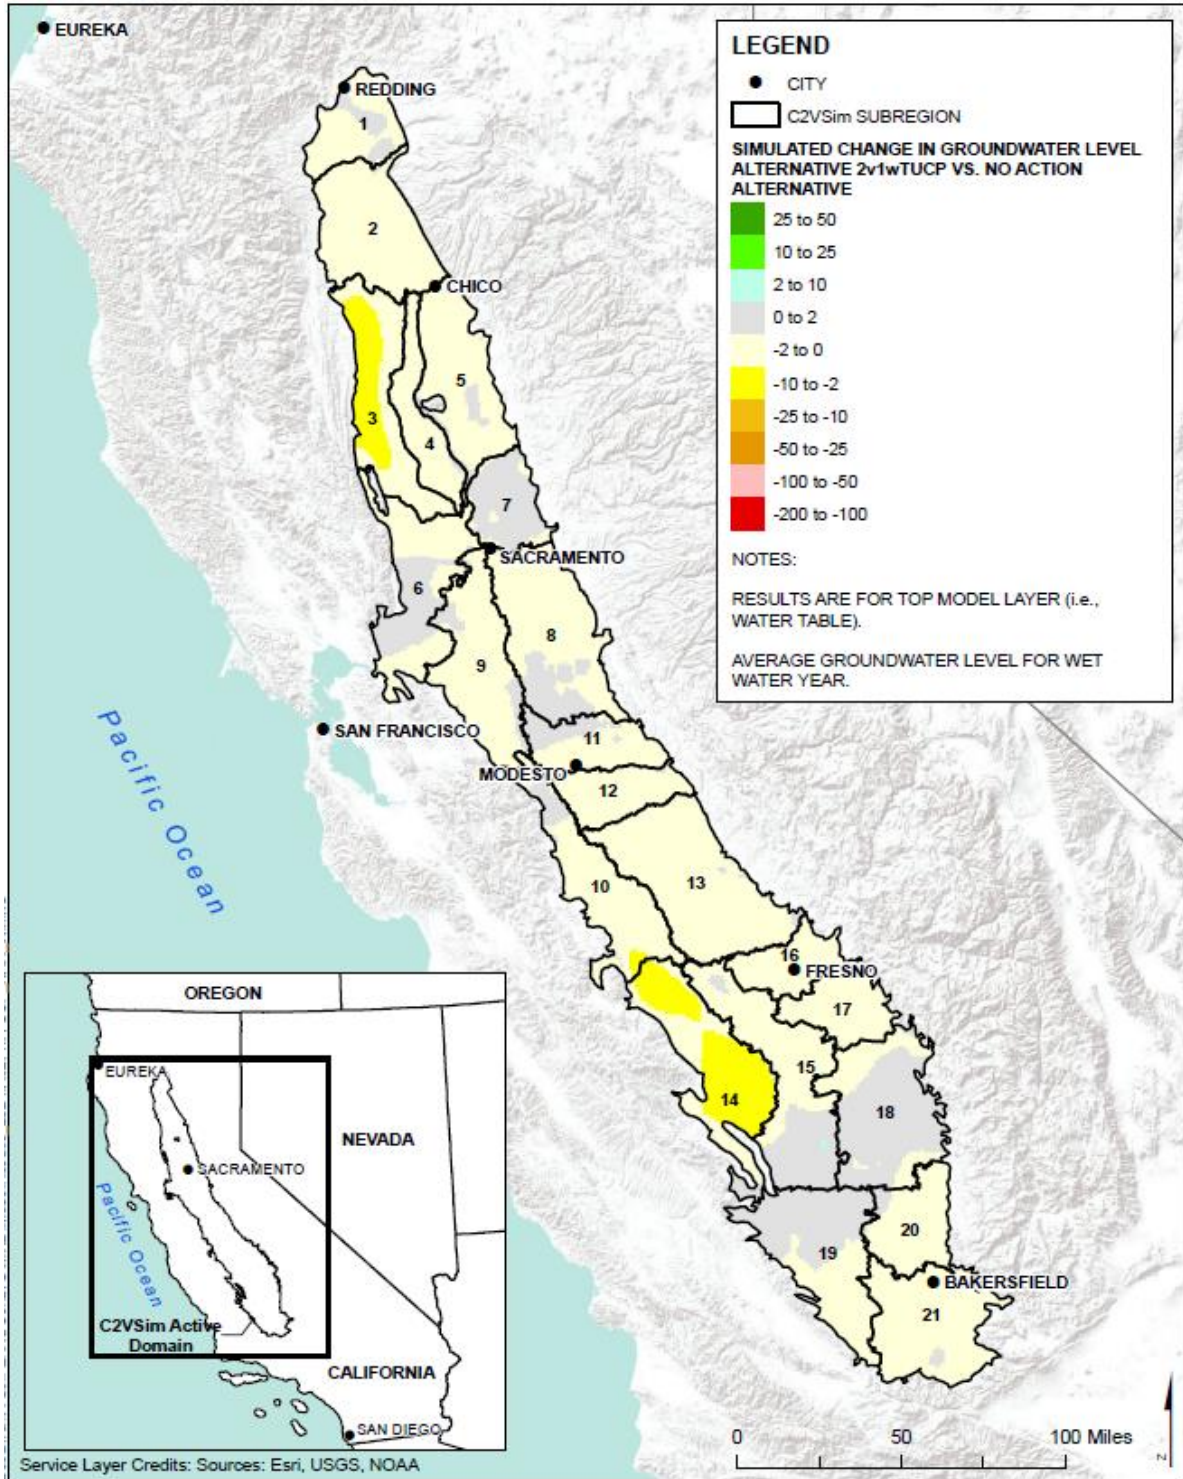 EUREKA
REDDING
1
2
CHICO
3
4
5
7
SACRAMENTO
6
8
9
SAN FRANCISCO
11
MODESTO
12
10
13
16
FRESNO
17
15
14
18
19
20
BAKERSFIELD
21
Pacific Ocean
LEGEND
CITY
C2VSim SUBREGION
SIMULATED CHANGE IN GROUNDWATER LEVEL
ALTERNATIVE 2v1wTUCP VS. NO ACTION
ALTERNATIVE
25 to 50
10 to 25
2 to 10
0 to 2
-2 to 0
-10 to -2
-25 to -10
-50 to -25
-100 to -50
-200 to -100
NOTES:
RESULTS ARE FOR TOP MODEL LAYER (i.e.,
WATER TABLE).
AVERAGE GROUNDWATER LEVEL FOR WET
WATER YEAR.
OREGON
EUREKA
NEVADA
SACRAMENTO
Pacific Ocean
C2VSim Active
Domain
CALIFORNIA
SAN DIEGO
0 50 100 Miles
Z
Service Layer Credits: Sources: Esri, USGS, NOAA